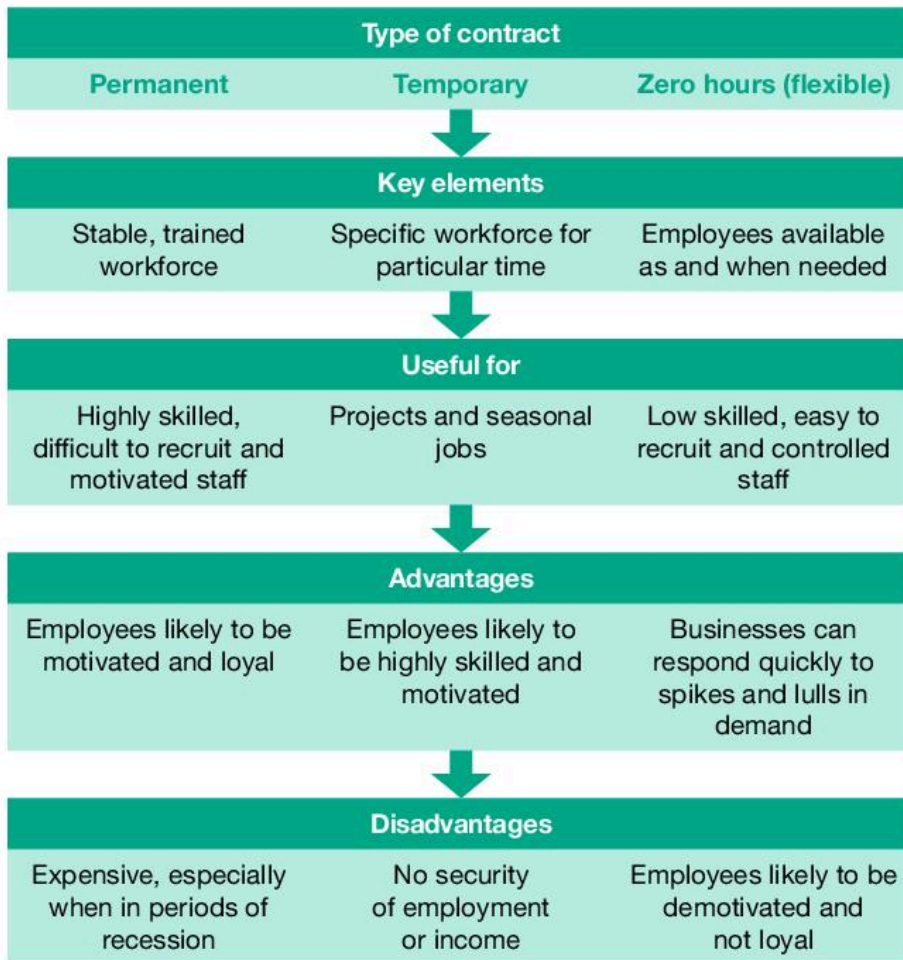 Type of contract
Permanent Temporary Zero hours (flexible)
Key elements
Stable, trained
workforce
Specific workforce for
particular time
Employees available
as and when needed
Useful for
Highly skilled,
difficult to recruit and
motivated staff
Projects and seasonal
jobs
Low skilled, easy to
recruit and controlled
staff
Advantages
Employees likely to be
motivated and loyal
Employees likely to
be highly skilled and
motivated
Businesses can
respond quickly to
spikes and lulls in
demand
Disadvantages
Expensive, especially
when in periods of
recession
No security
of employment
or income
Employees likely to be
demotivated and
not loyal